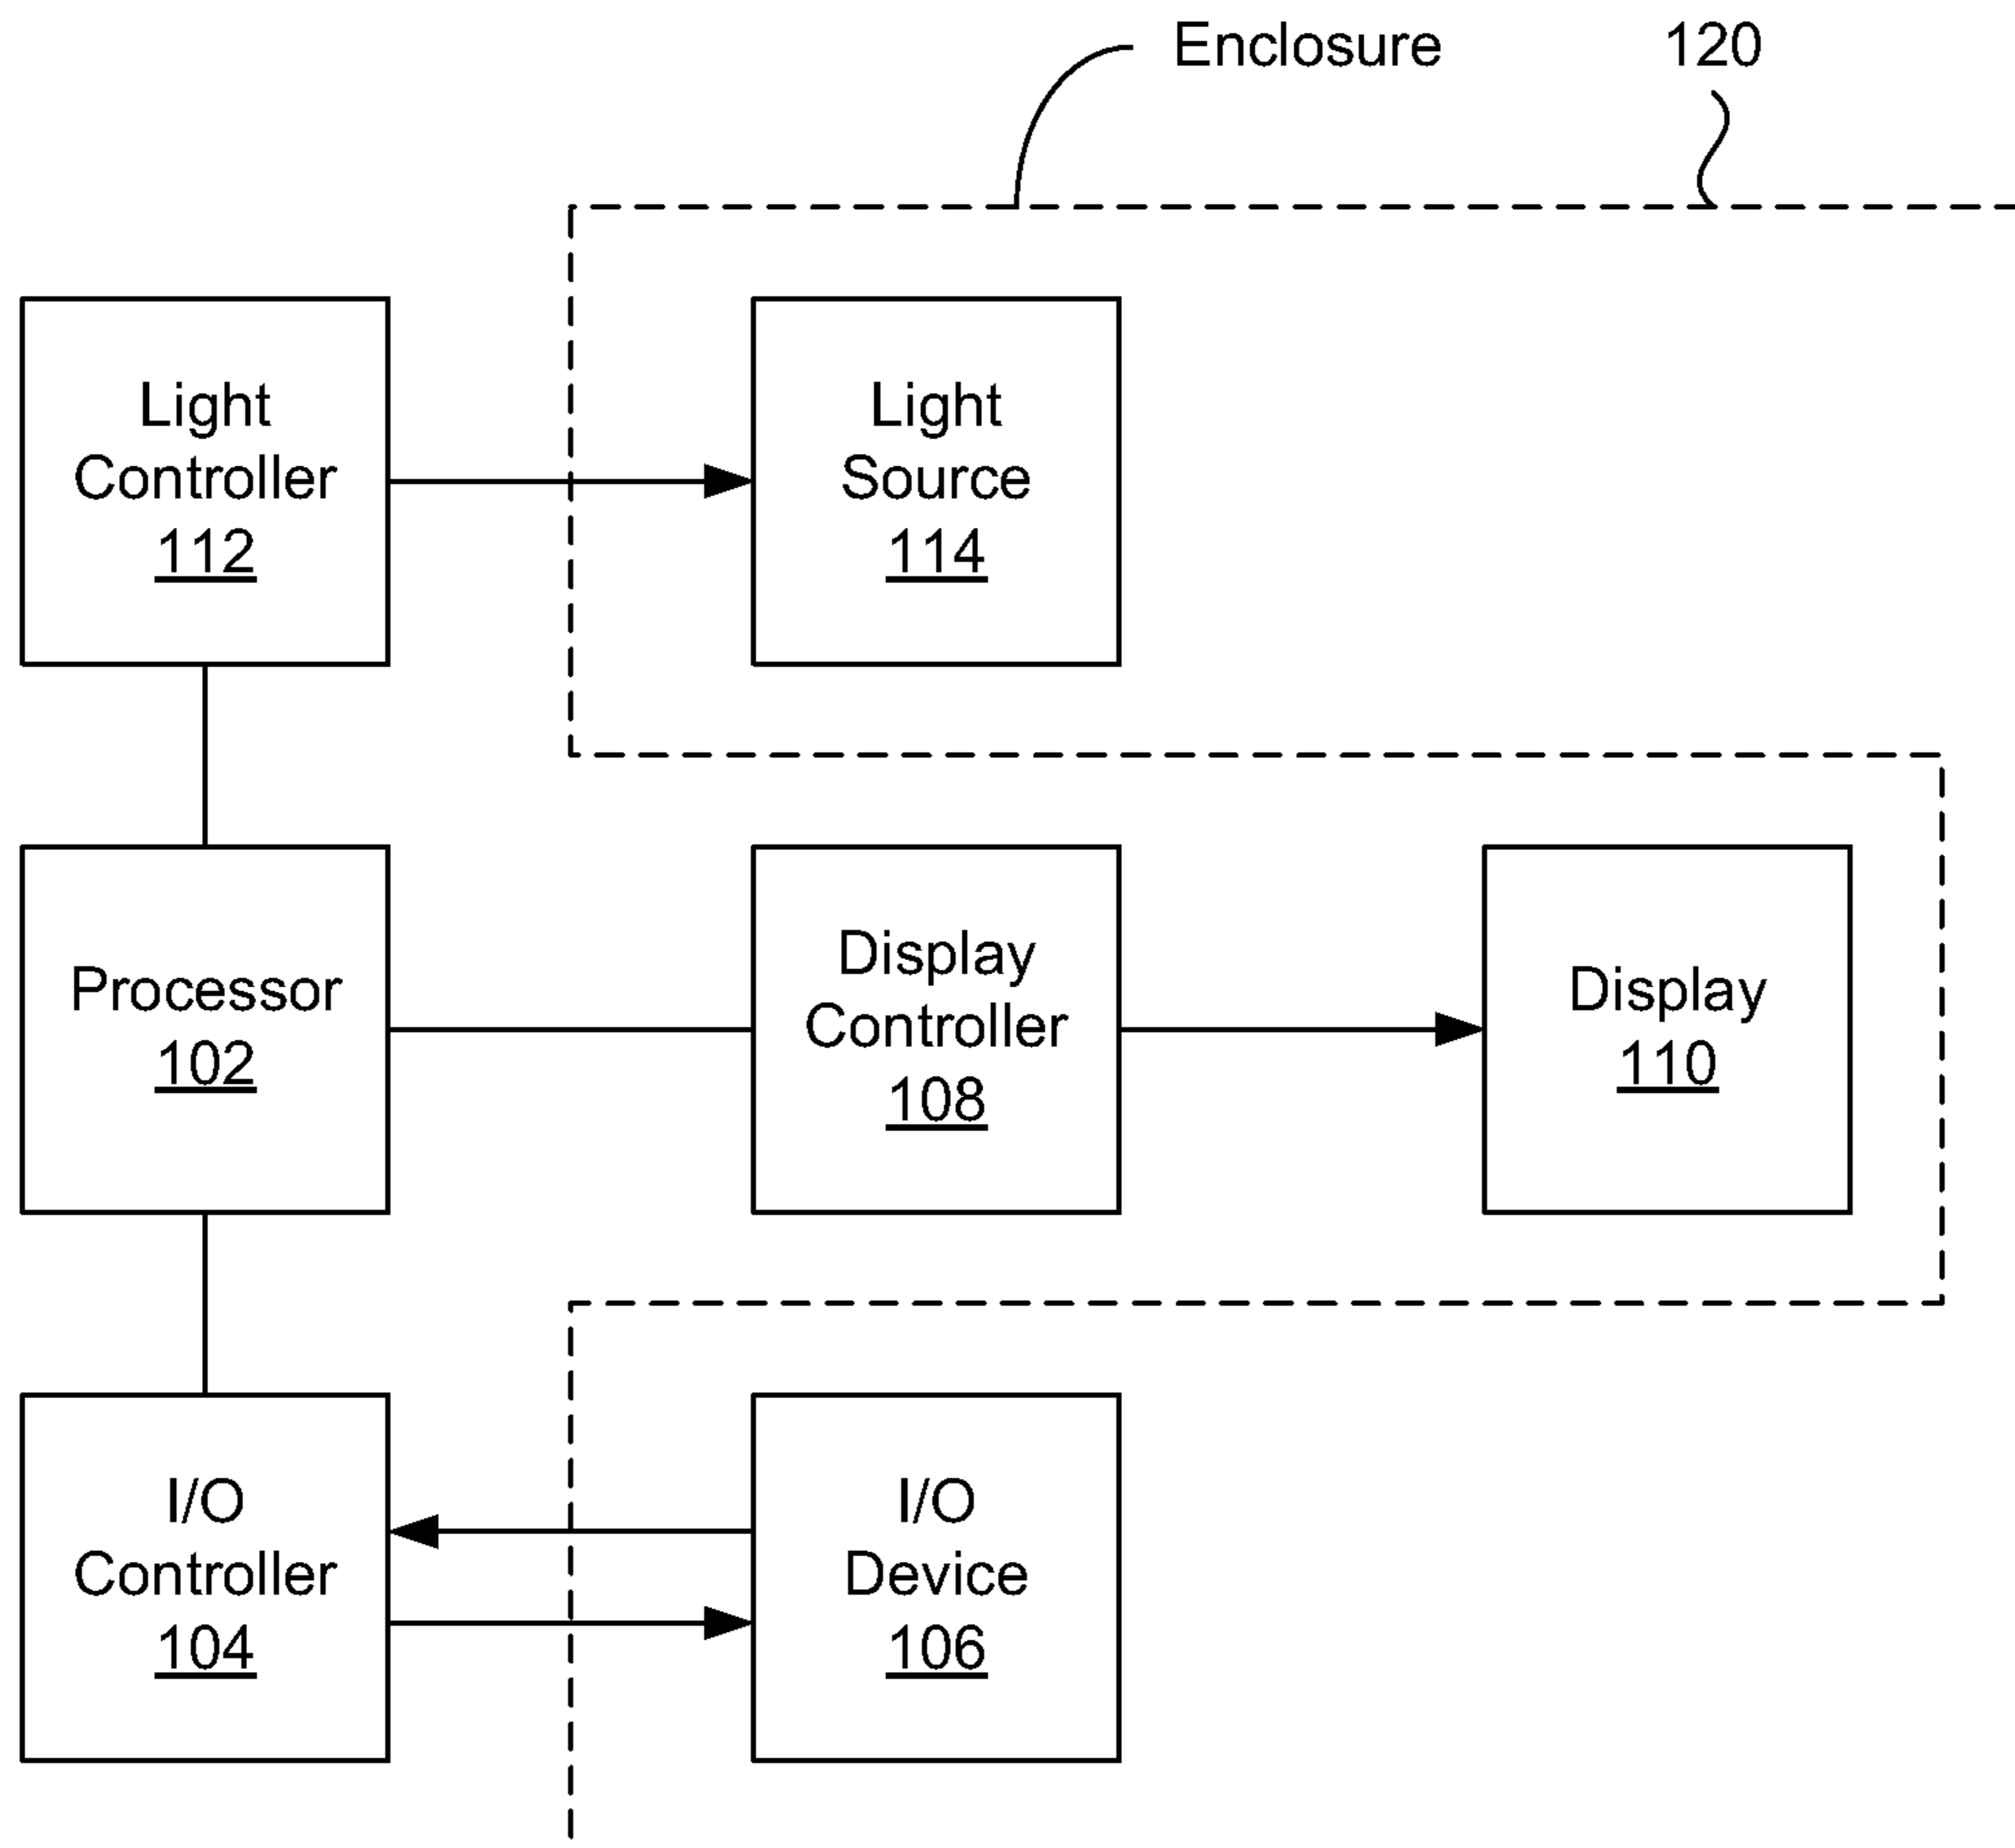 Enclosure
120
Light
Controller
112
Light
Source
114
Processor
102
Display
Controller
108
Display
110
I/O
Controller
104
I/O
Device
106